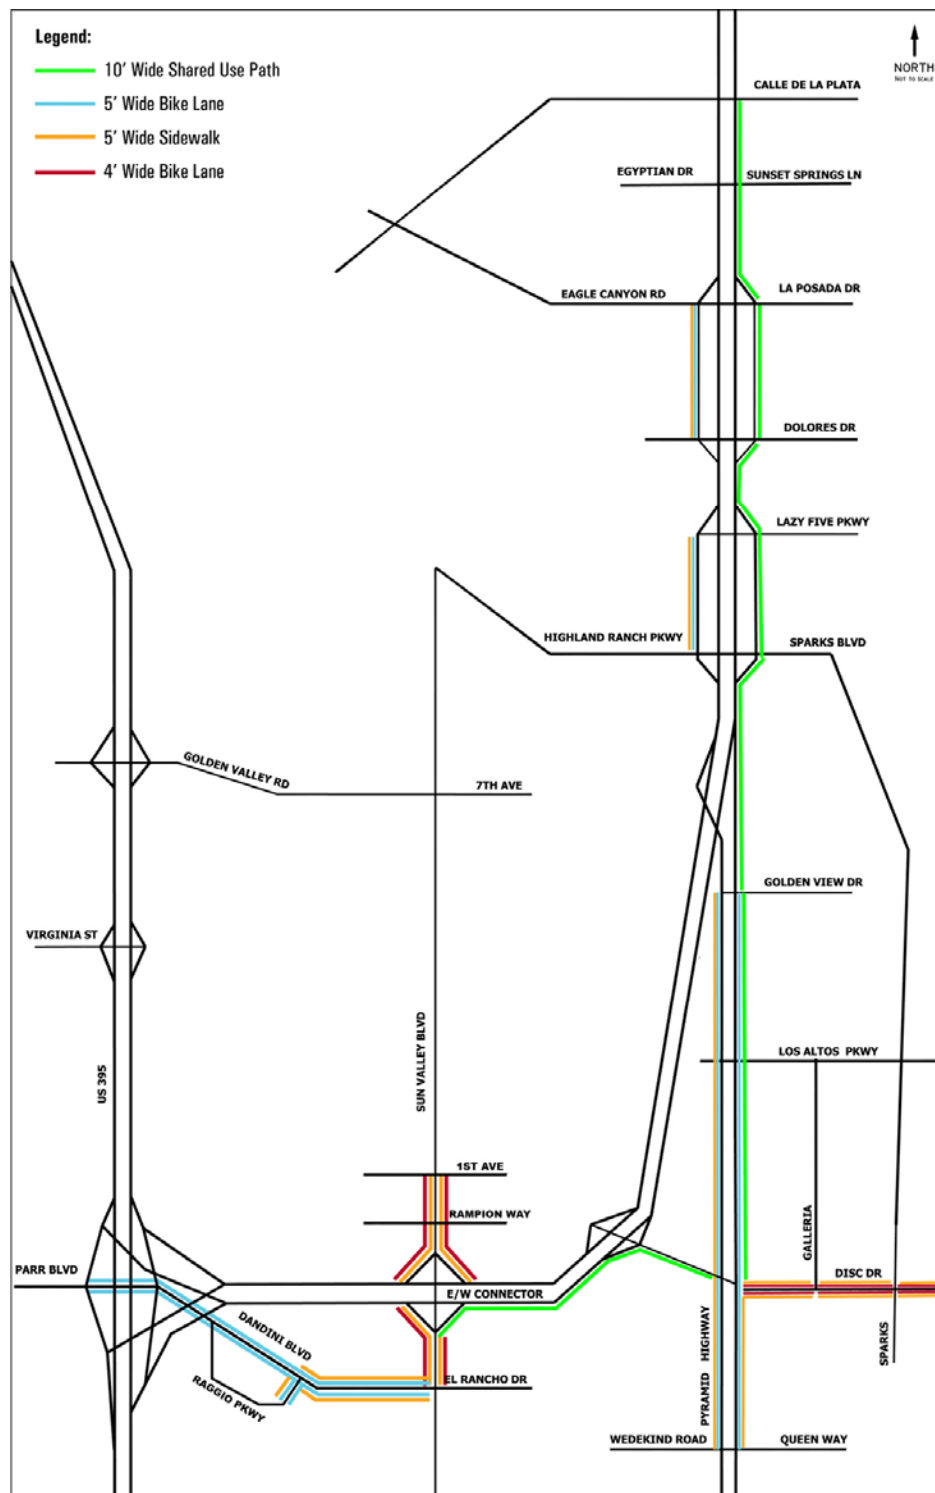 Legend:
10' Wide Shared Use Path
5' Wide Bike Lane
5' Wide Sidewalk
4' Wide Bike Lane
NORTH
NOT TO SCALE
CALLE DE LA PLATA
EGYPTIAN DR
SUNSET SPRINGS LN
EAGLE CANYON RD
LA POSADA DR
DOLORES DR
LAZY FIVE PKWY
HIGHLAND RANCH PKWY
SPARKS BLVD
GOLDEN VALLEY RD
7TH AVE
GOLDEN VIEW DR
VIRGINIA ST
SUN VALLEY BLVD
US 395
LOS ALTOS PKWY
1ST AVE
RAMPION WAY
GALLERIA
PARR BLVD
DISC DR
E/W CONNECTOR
DANDINI BLVD
PYRAMID HIGHWAY
SPARKS
RAGGIO PKWY
EL RANCHO DR
WEDEKIND ROAD
QUEEN WAY